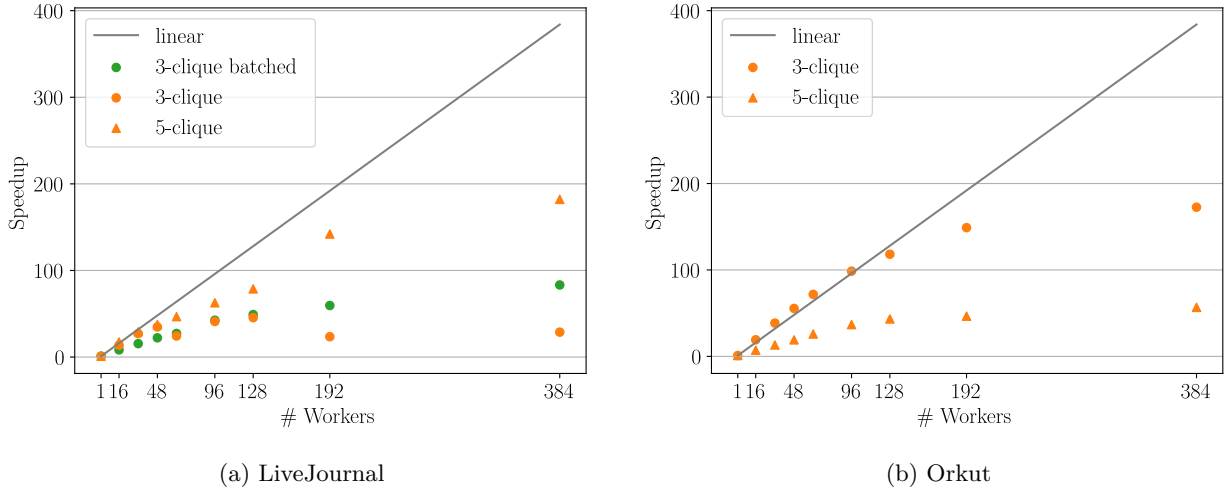 400
300
200
100
0
Speedup
linear
3-clique batched
3-clique
5-clique
1 16 48 96 128 192 384
# Workers
(a) LiveJournal
400
300
200
100
0
Speedup
linear
3-clique
5-clique
1 16 48 96 128 192 384
# Workers
(b) Orkut